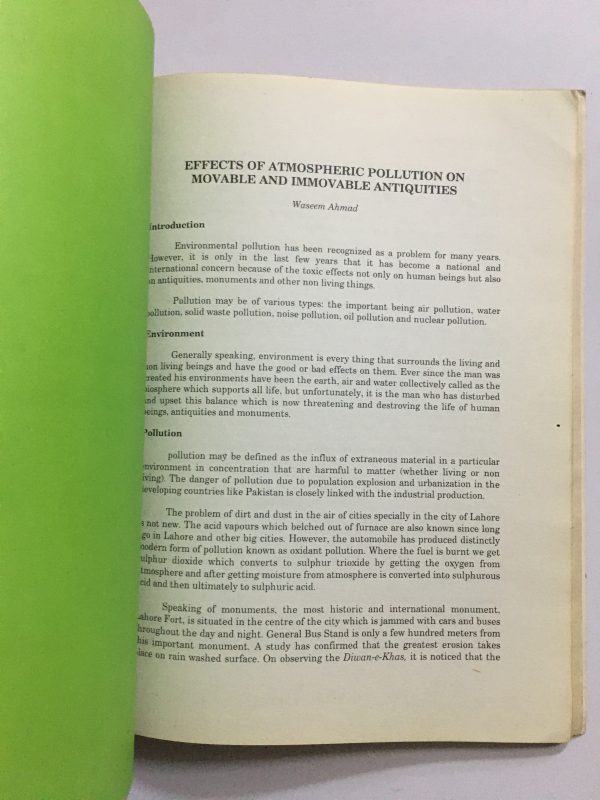 EFFECTS OF ATMOSPHERIC POLLUTION ON
MOVABLE AND IMMOVABLE ANTIQUITIES
Waseem Ahmad
Introduction
Environmental pollution has been recognized as a problem for many years.
However, it is only in the last few years that it has become a national and
international concern because of the toxic effects not only on human beings but also
on antiquities, monuments and other non living things.
Pollution may be of various types: the important being air pollution, water
pollution, solid waste pollution, noise pollution, oil pollution and nuclear pollution.
Environment
Generally speaking, environment is every thing that surrounds the living and
non living beings and have the good or bad effects on them. Ever since the man was
created his environments have been the earth, air and water collectively called as the
biosphere which supports all life, but unfortunately, it is the man who has disturbed
and upset this balance which is now threatening and destroving the life of human
beings, antiquities and monuments.
Pollution
pollution may be defined as the influx of extraneous material in a particular
environment in concentration that are harmful to matter (whether living or non
living). The danger of pollution due to population explosion and urbanization in the
developing countries like Pakistan is closely linked with the industrial production.
The problem of dirt and dust in the air of cities specially in the city of Lahore
s not new. The acid vapours which belched out of furnace are also known since long
go in Lahore and other big cities. However, the automobile has produced distinctly
modern form of pollution known as oxidant pollution. Where the fuel is burnt we get
sulphur dioxide which converts to sulphur trioxide by getting the oxygen from
tmosphere and after getting moisture from atmosphere is converted into sulphurous
cid and then ultimately to sulphuric acid.
Speaking of monuments, the most historic and international monument,
Lahore Fort, is situated in the centre of the city which is jammed with cars and buses
throughout the day and night. General Bus Stand is only a few hundred meters from
his important monument. A study has confirmed that the greatest erosion takes
lace on rain washed surface. On observing the Diwan-e-Khas, it is noticed that the